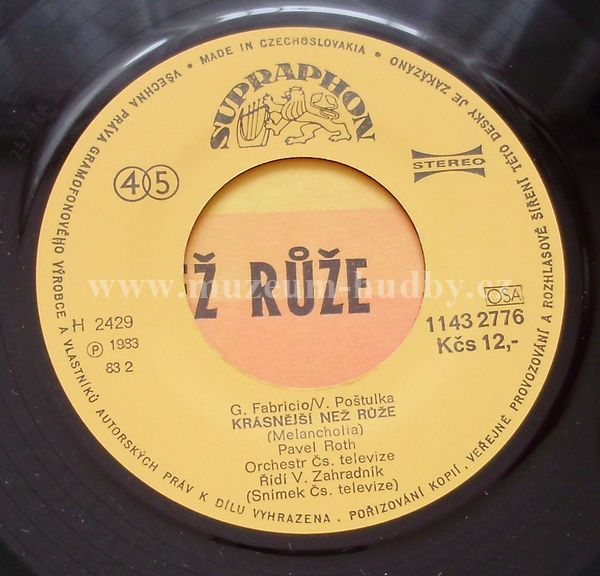 VŠECHNA PRÁVA GRAMOFONOVÉHO VÝROBCE A VLASTNÍKŮ AUTORSKÝCH PRÁV K DÍLU VYHRAZENA. POŘIZOVÁNÍ KOPIÍ, VEŘEJNÉ PROVOZOVÁNÍ A ROZHLASOVÉ ŠÍŘENÍ TÉTO DESKY JE ZAKÁZÁNO
• MADE IN CZECHOSLOVAKIA •
SUPRAPHON
45
STEREO
Ž RŮŽE
www.muzeum-hudby.cz
OSA
H 2429
℗ 1983
83 2
1143 2776
Kčs 12,-
G. Fabricio/V. Poštulka
KRÁSNĚJŠÍ NEŽ RŮŽE
(Melancholia)
Pavel Roth
Orchestr Čs. televize
Řídí V. Zahradník
(Snímek Čs. televize)